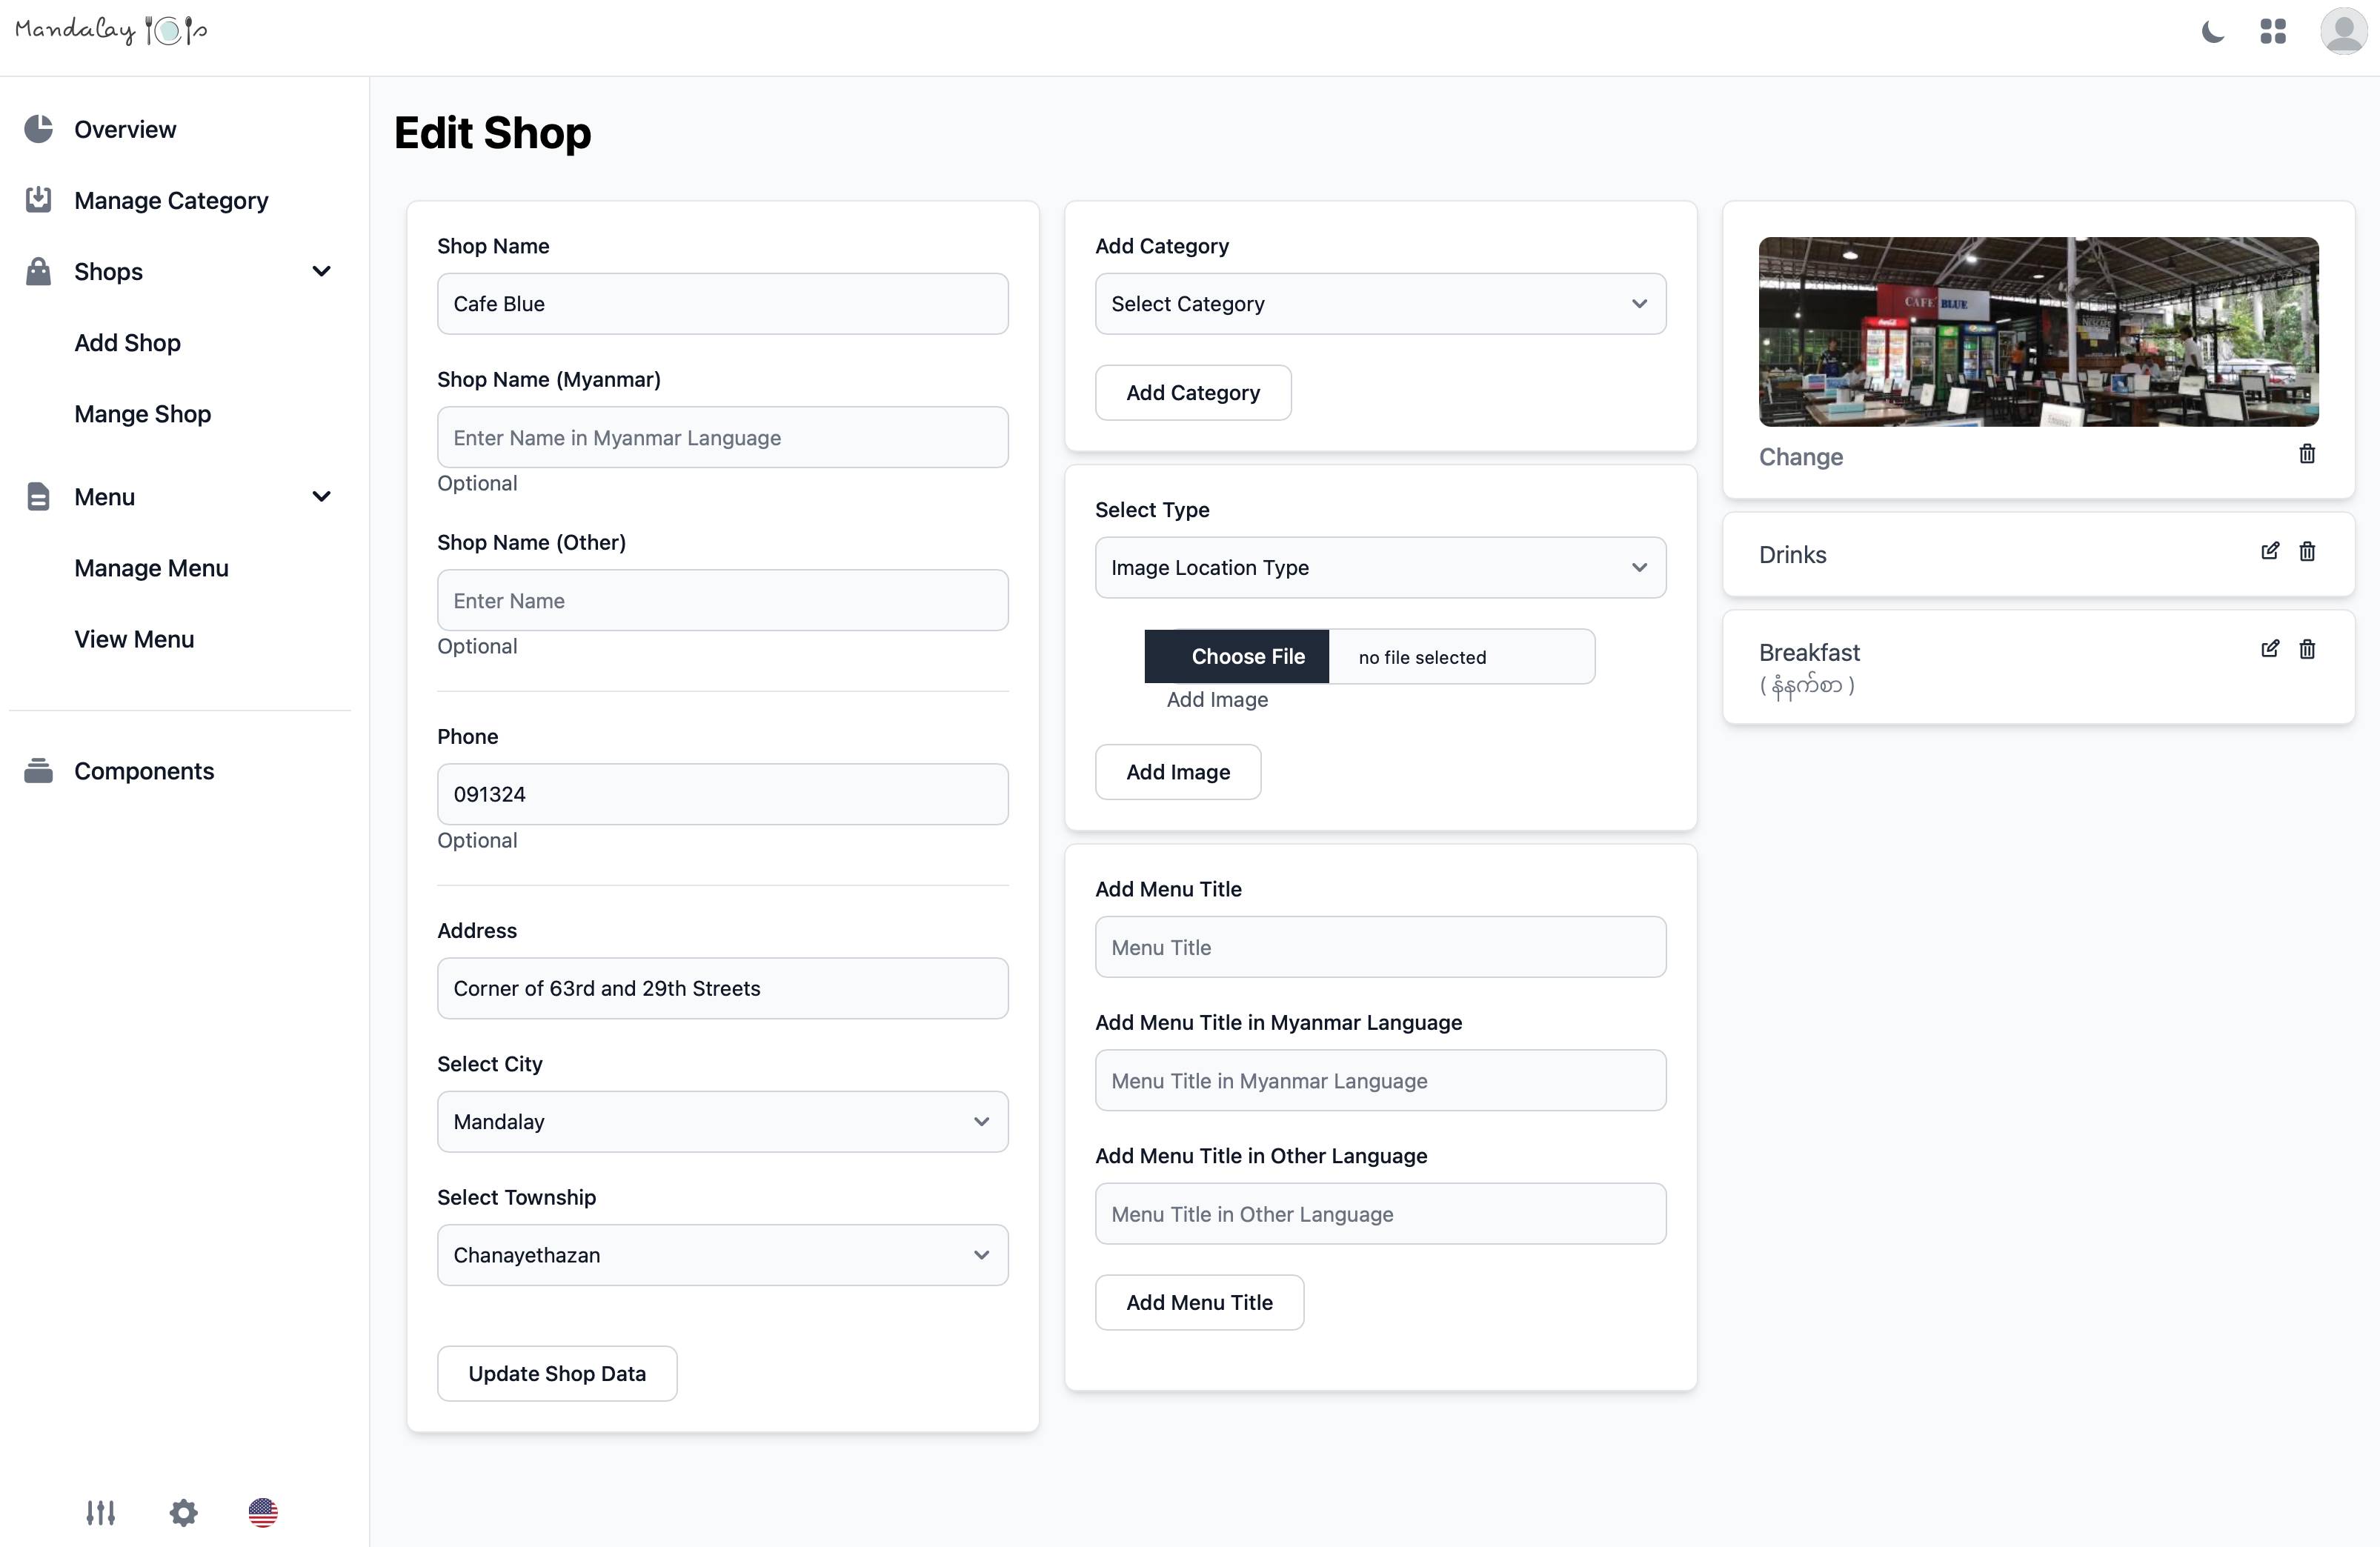 Mandalay
Overview
Manage Category
Shops
Add Shop
Mange Shop
Menu
Manage Menu
View Menu
Components
Edit Shop
Shop Name
Cafe Blue
Shop Name (Myanmar)
Enter Name in Myanmar Language
Optional
Shop Name (Other)
Enter Name
Optional
Phone
091324
Optional
Address
Corner of 63rd and 29th Streets
Select City
Mandalay
Select Township
Chanayethazan
Update Shop Data
Add Category
Select Category
Add Category
Select Type
Image Location Type
Choose File no file selected
Add Image
Add Image
Add Menu Title
Menu Title
Add Menu Title in Myanmar Language
Menu Title in Myanmar Language
Add Menu Title in Other Language
Menu Title in Other Language
Add Menu Title
CAFE BLUE
Change
Drinks
Breakfast
( နံနက်စာ )